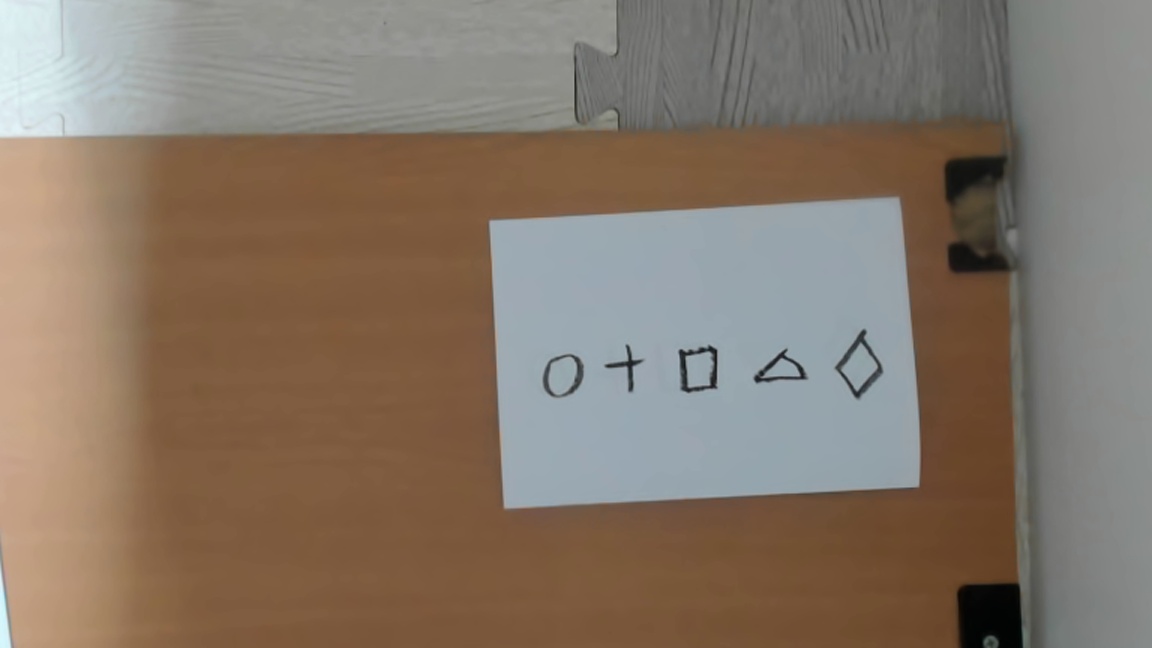 ○ + □ △ ◇